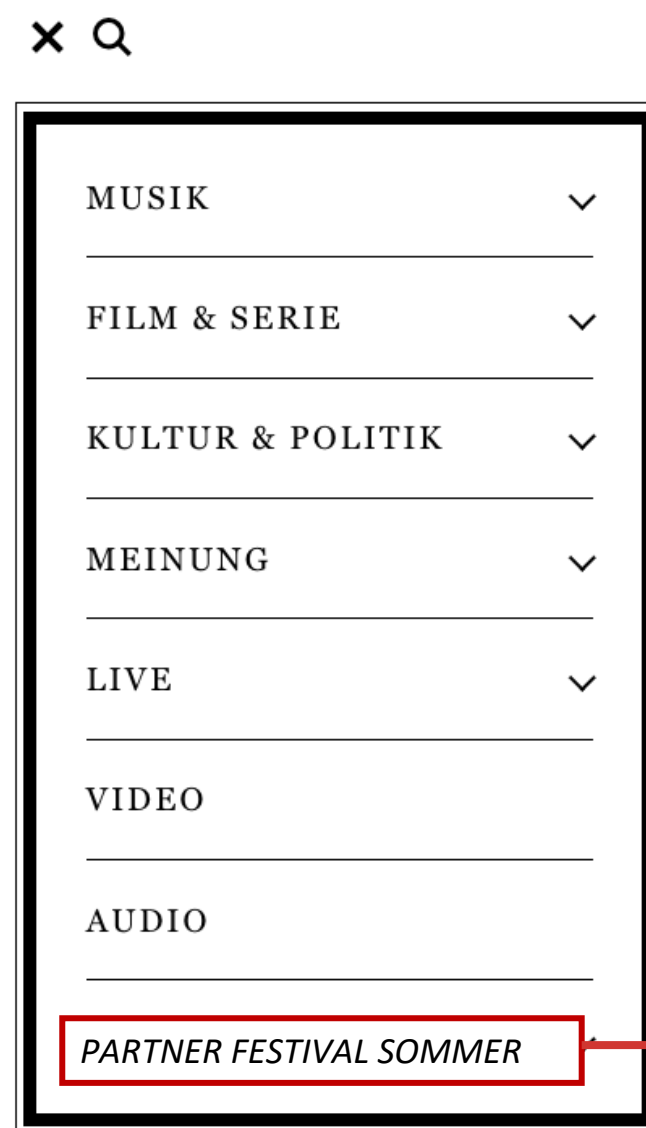 MUSIK
FILM & SERIE
KULTUR & POLITIK
MEINUNG
LIVE
VIDEO
AUDIO
PARTNER FESTIVAL SOMMER